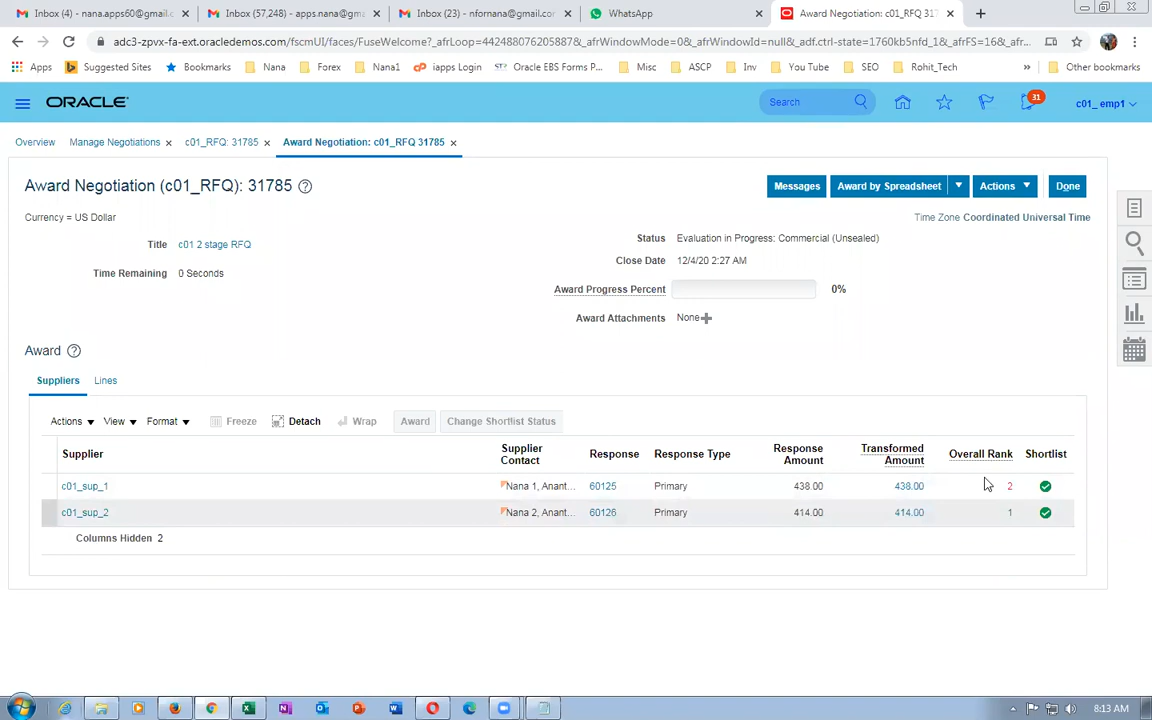 Inbox (4) - nana.apps60@gmail.c
Inbox (57,248) - apps.nana@gma
Inbox (23) - nfornana@gmail.com
WhatsApp
Award Negotiation: c01_RFQ 317
adc3-zpvx-fa-ext.oracledemos.com/fscmUI/faces/FuseWelcome?_afrLoop=442488076205887&_afrWindowMode=0&_afrWindowId=null&_adf.ctrl-state=1760kb5nfd_1&_afrFS=16&_afr...
Apps Suggested Sites Bookmarks Nana Forex Nana1 iapps Login Oracle EBS Forms P... Misc ASCP Inv You Tube SEO Rohit_Tech » Other bookmarks
ORACLE Search 31 c01_emp1
Overview Manage Negotiations × c01_RFQ: 31785 × Award Negotiation: c01_RFQ 31785 ×
Award Negotiation (c01_RFQ): 31785 ?
Messages Award by Spreadsheet Actions Done
Currency = US Dollar
Time Zone Coordinated Universal Time
Title c01 2 stage RFQ
Status Evaluation in Progress: Commercial (Unsealed)
Close Date 12/4/20 2:27 AM
Time Remaining 0 Seconds
Award Progress Percent 0%
Award Attachments None
Award ?
Suppliers Lines
Actions View Format Freeze Detach Wrap Award Change Shortlist Status
Supplier Supplier Contact Response Response Type Response Amount Transformed Amount Overall Rank Shortlist
c01_sup_1 Nana 1, Anant... 60125 Primary 438.00 438.00 2
c01_sup_2 Nana 2, Anant... 60126 Primary 414.00 414.00 1
Columns Hidden 2
8:13 AM